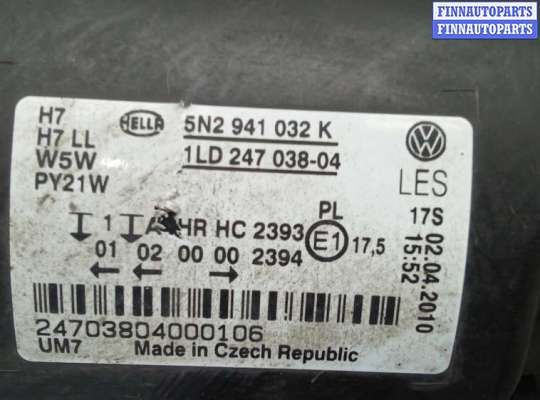 FINNAUTOPARTS
FINNAUTOPARTS
H7
H7 LL
W5W
PY21W
HELLA
5N2 941 032 K
1LD 247 038-04
LES
17S 02.04.2010
15:52
1 HR HC 2393
01 02 00 00 2394
PL
E1 17,5
24703804000106
UM7 Made in Czech Republic